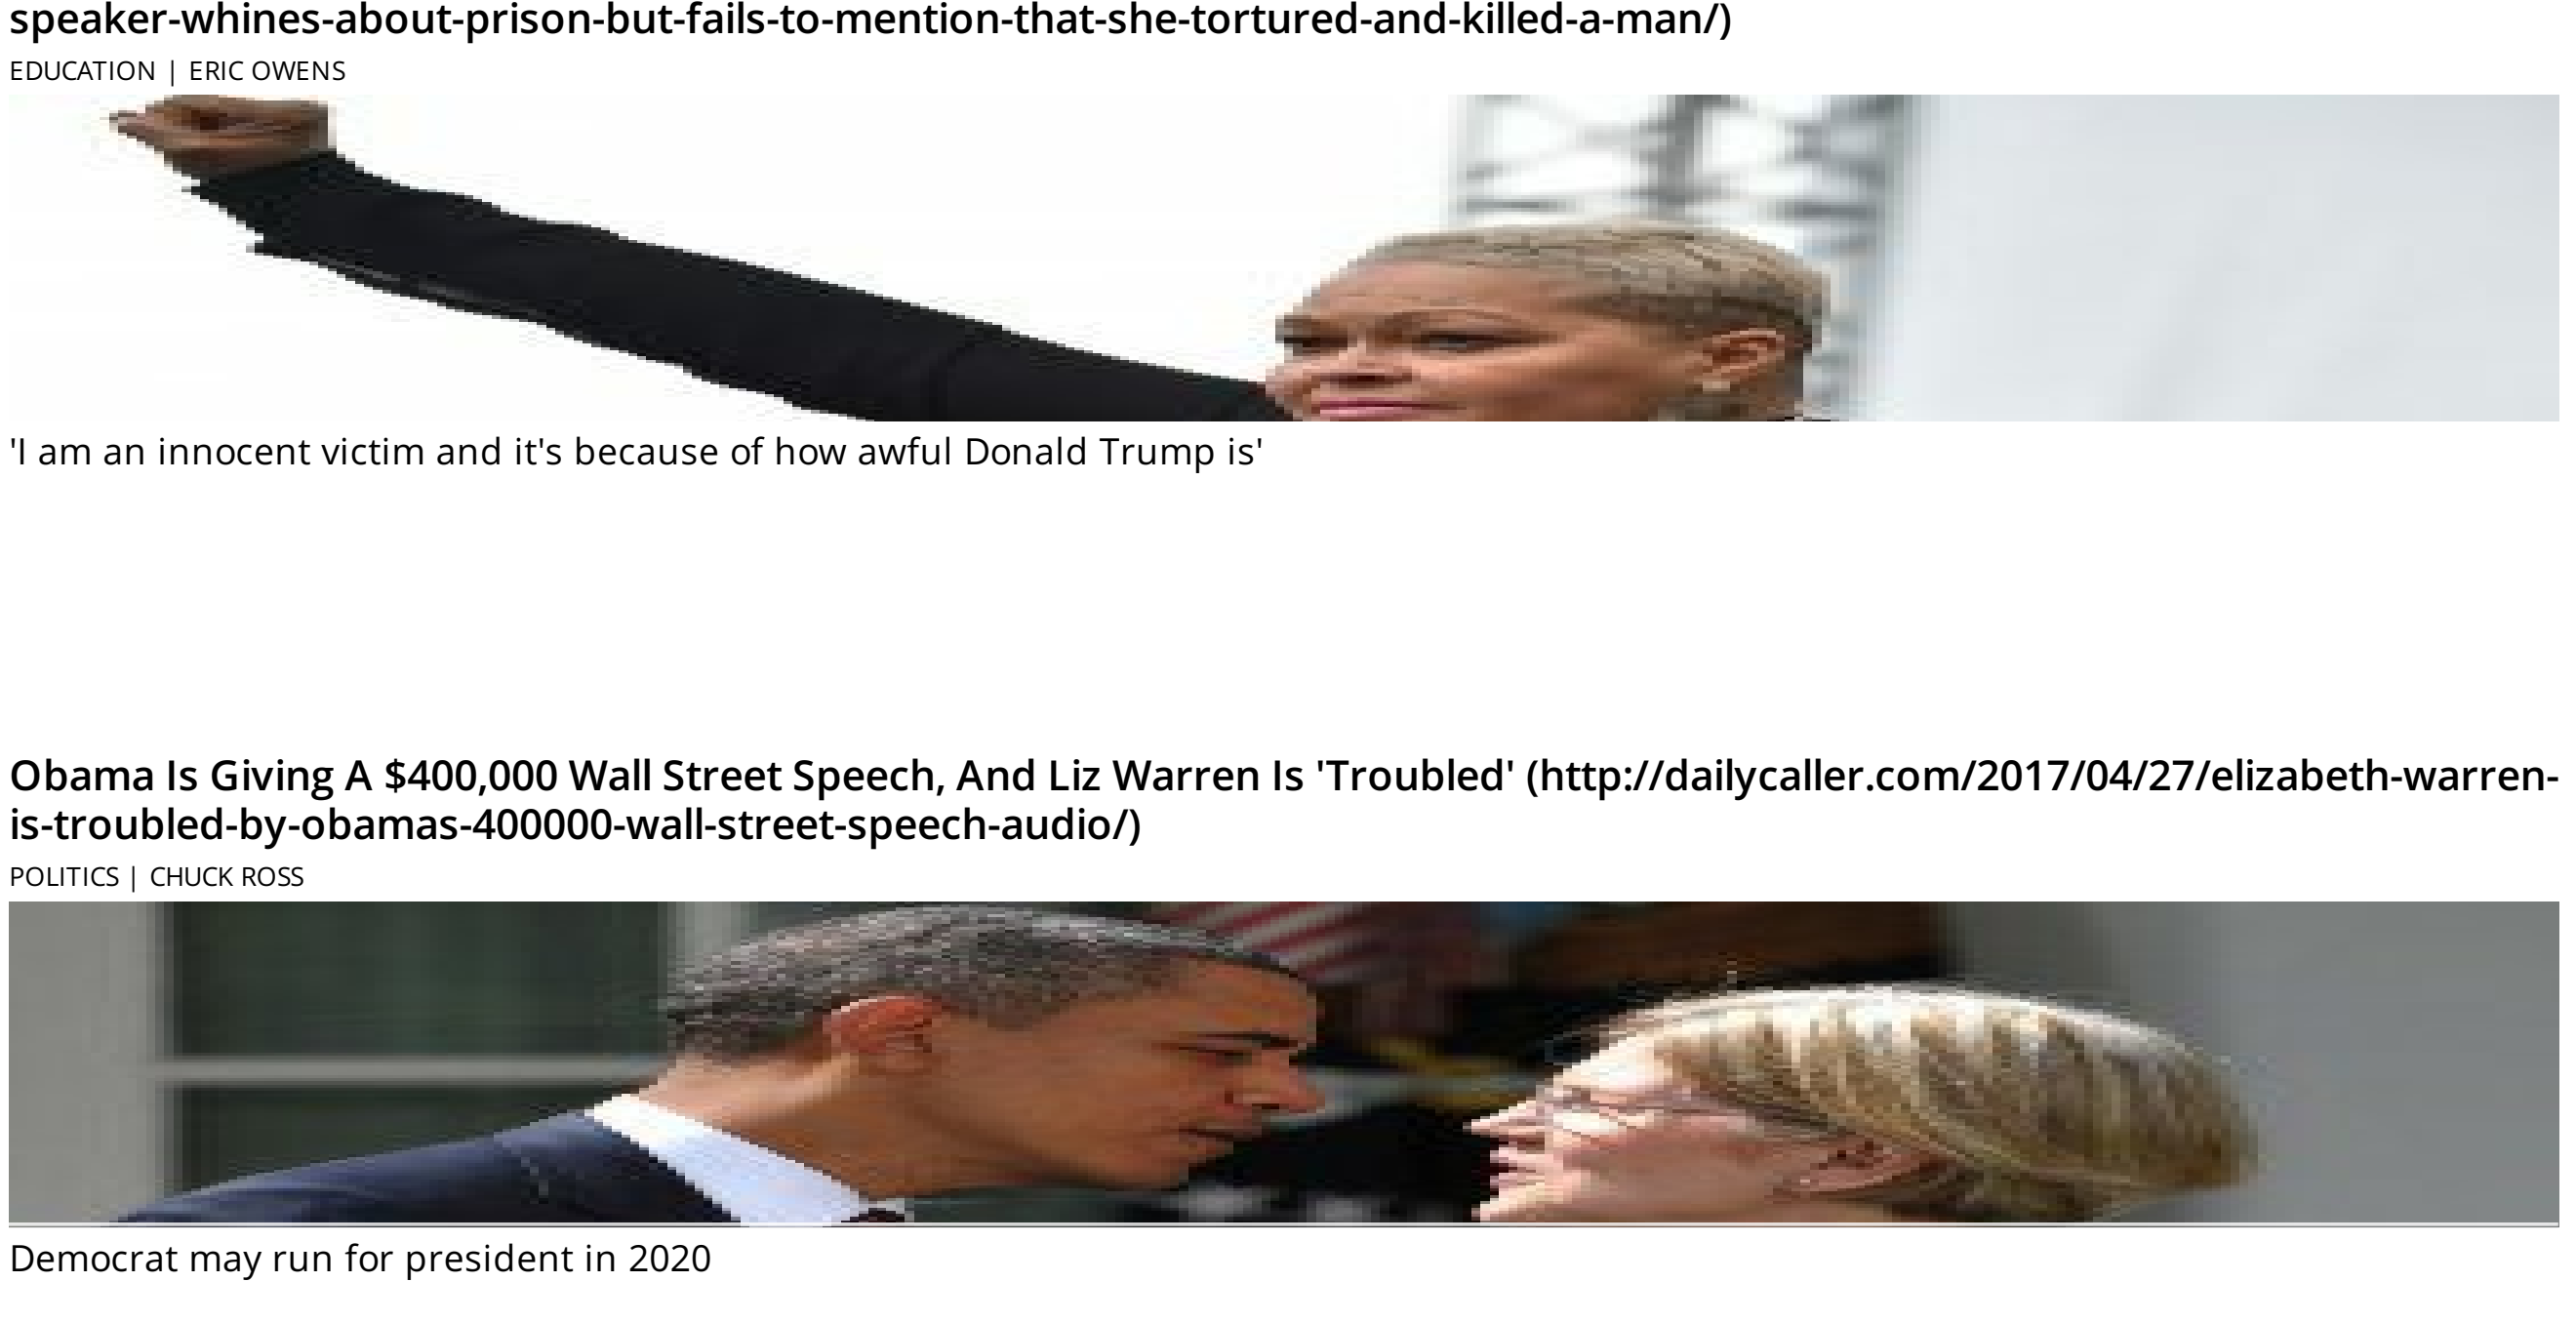 speaker-whines-about-prison-but-fails-to-mention-that-she-tortured-and-killed-a-man/)
EDUCATION | ERIC OWENS
'I am an innocent victim and it's because of how awful Donald Trump is'
Obama Is Giving A $400,000 Wall Street Speech, And Liz Warren Is 'Troubled' (http://dailycaller.com/2017/04/27/elizabeth-warren-
is-troubled-by-obamas-400000-wall-street-speech-audio/)
POLITICS | CHUCK ROSS
Democrat may run for president in 2020